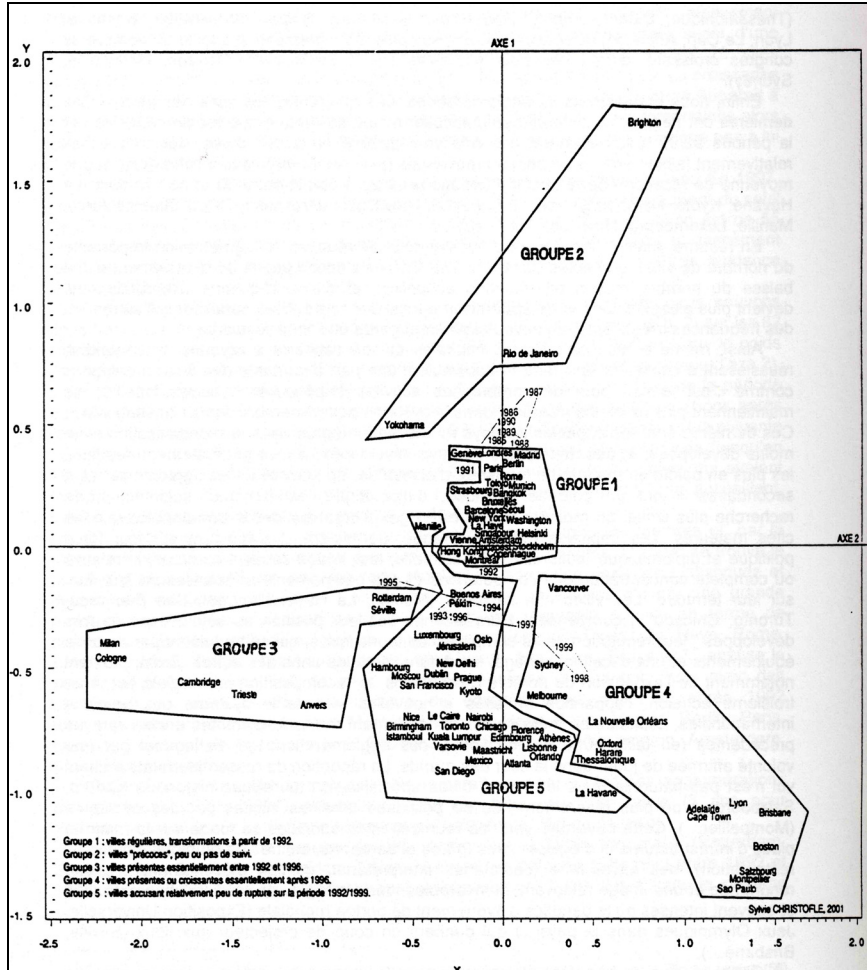 AXE 1
Y
2.0
Brighton
1.5
GROUPE 2
1.0
Rio de Janeiro
1987
Yokohama
1986
1990
1989
1988
1983
0.5
Genève Londres Madrid
1991
Paris
Berlin
Rome
GROUPE 1
Tokyo Munich
Strasbourg
Bangkok
Bruxelles
Barcelone Séoul
Manille
New York Washington
La Haye
Singapour Helsinki
Vienne Amsterdam
0.0
AXE 2
Budapest Stockholm
Hong Kong Copenhague
Montréal
1992
1995
Buenos Aires
Vancouver
Rotterdam
Pékin
1994
Séville
1993
1996
1997
Luxembourg
Oslo
1999
Milan
GROUPE 3
Jérusalem
Cologne
-0.5
Hambourg
New Delhi
Sydney
1998
GROUPE 4
Moscou Dublin
Prague
Cambridge
San Francisco
Trieste
Kyoto
Melbourne
Anvers
Nice
Le Caire
Nairobi
La Nouvelle Orléans
Birmingham
Toronto
Chicago
Florence
Istamboul
Kuala Lumpur
Edimbourg
Athènes
Oxford
Varsovie
Maastricht
Lisbonne
Mexico
Orlando
Thessalonique
San Diego
Atlanta
GROUPE 5
La Havane
-1.0
Adelaïde
Lyon
Cap Town
Brisbane
Boston
Groupe 1 : villes régulières, transformations à partir de 1992.
Groupe 2 : villes "précoces", peu ou pas de suivi.
Groupe 3 : villes présentes essentiellement entre 1992 et 1996.
Groupe 4 : villes présentes ou croissantes essentiellement après 1996.
Groupe 5 : villes accusant relativement peu de rupture sur la période 1992/1999.
Salzbourg
Montpellier
Sao Paulo
Sylvie CHRISTOFLE, 2001
-1.5
-2.5
-2.0
-1.5
-1.0
-0.5
0.0
.5
1.0
.5
2.0